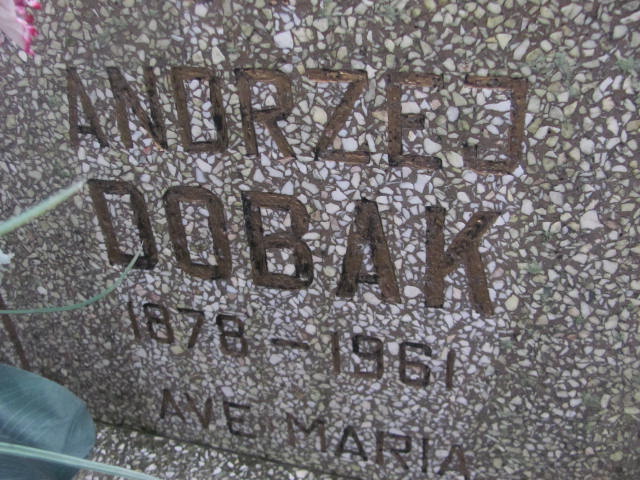 ANDRZEJ
DOBAK
1878 - 1961
AVE MARIA